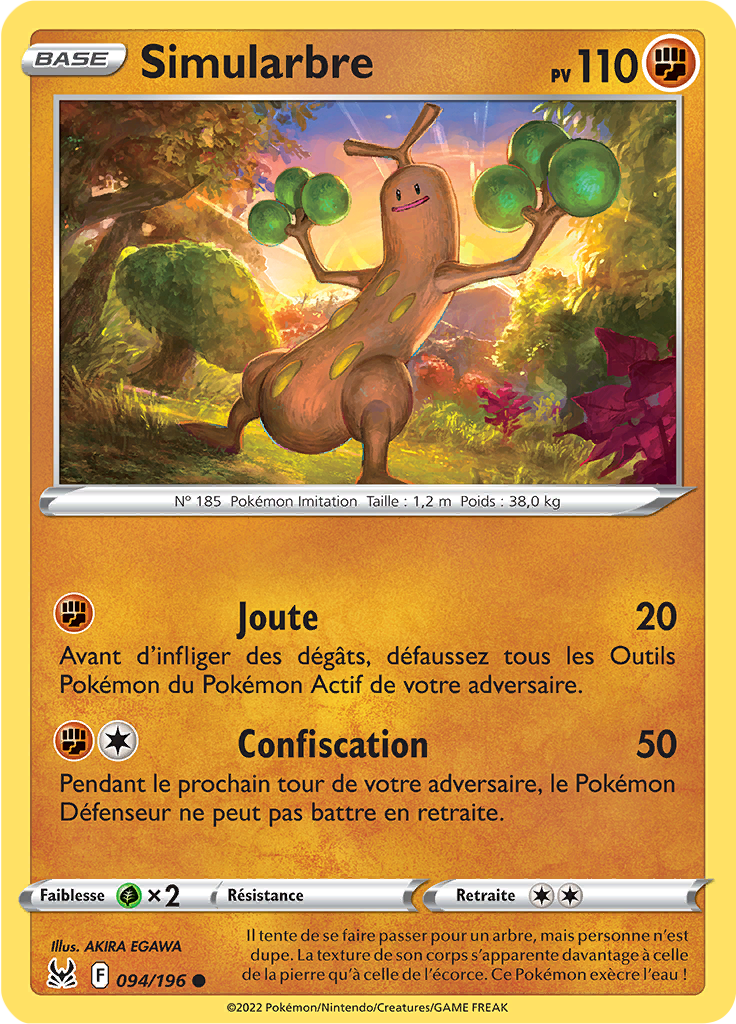 BASE Simularbre PV 110
N° 185 Pokémon Imitation Taille : 1,2 m Poids : 38,0 kg
Joute 20
Avant d'infliger des dégâts, défaussez tous les Outils
Pokémon du Pokémon Actif de votre adversaire.
Confiscation 50
Pendant le prochain tour de votre adversaire, le Pokémon
Défenseur ne peut pas battre en retraite.
Faiblesse ×2 Résistance Retraite
Illus. AKIRA EGAWA
F 094/196
Il tente de se faire passer pour un arbre, mais personne n'est
dupe. La texture de son corps s'apparente davantage à celle
de la pierre qu'à celle de l'écorce. Ce Pokémon exècre l'eau !
©2022 Pokémon/Nintendo/Creatures/GAME FREAK